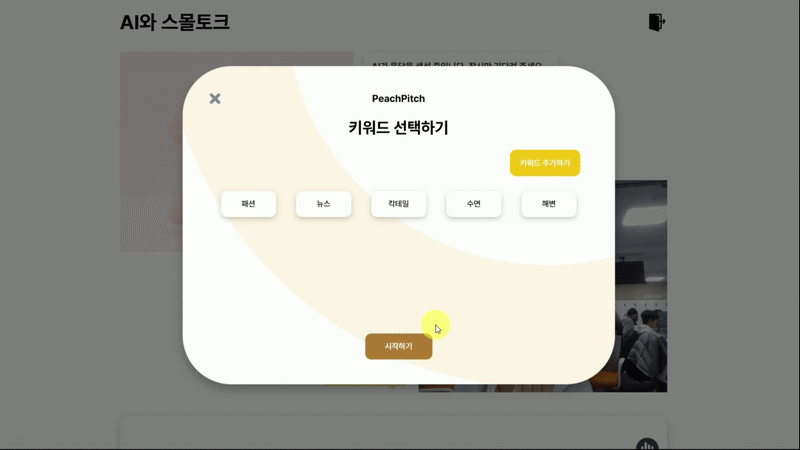 AI와 스몰토크
AI가 응답을 생성 중입니다. 잠시만 기다려 주세요
PeachPitch
키워드 선택하기
키워드 추가하기
패션
뉴스
칵테일
수면
해변
시작하기